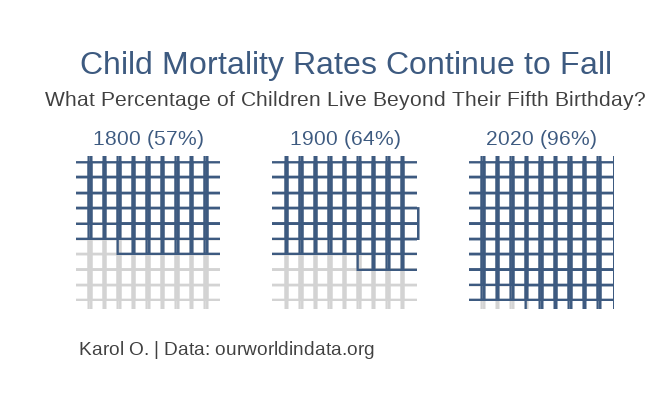 Child Mortality Rates Continue to Fall
What Percentage of Children Live Beyond Their Fifth Birthday?
1800 (57%)
1900 (64%)
2020 (96%)
Karol O. | Data: ourworldindata.org